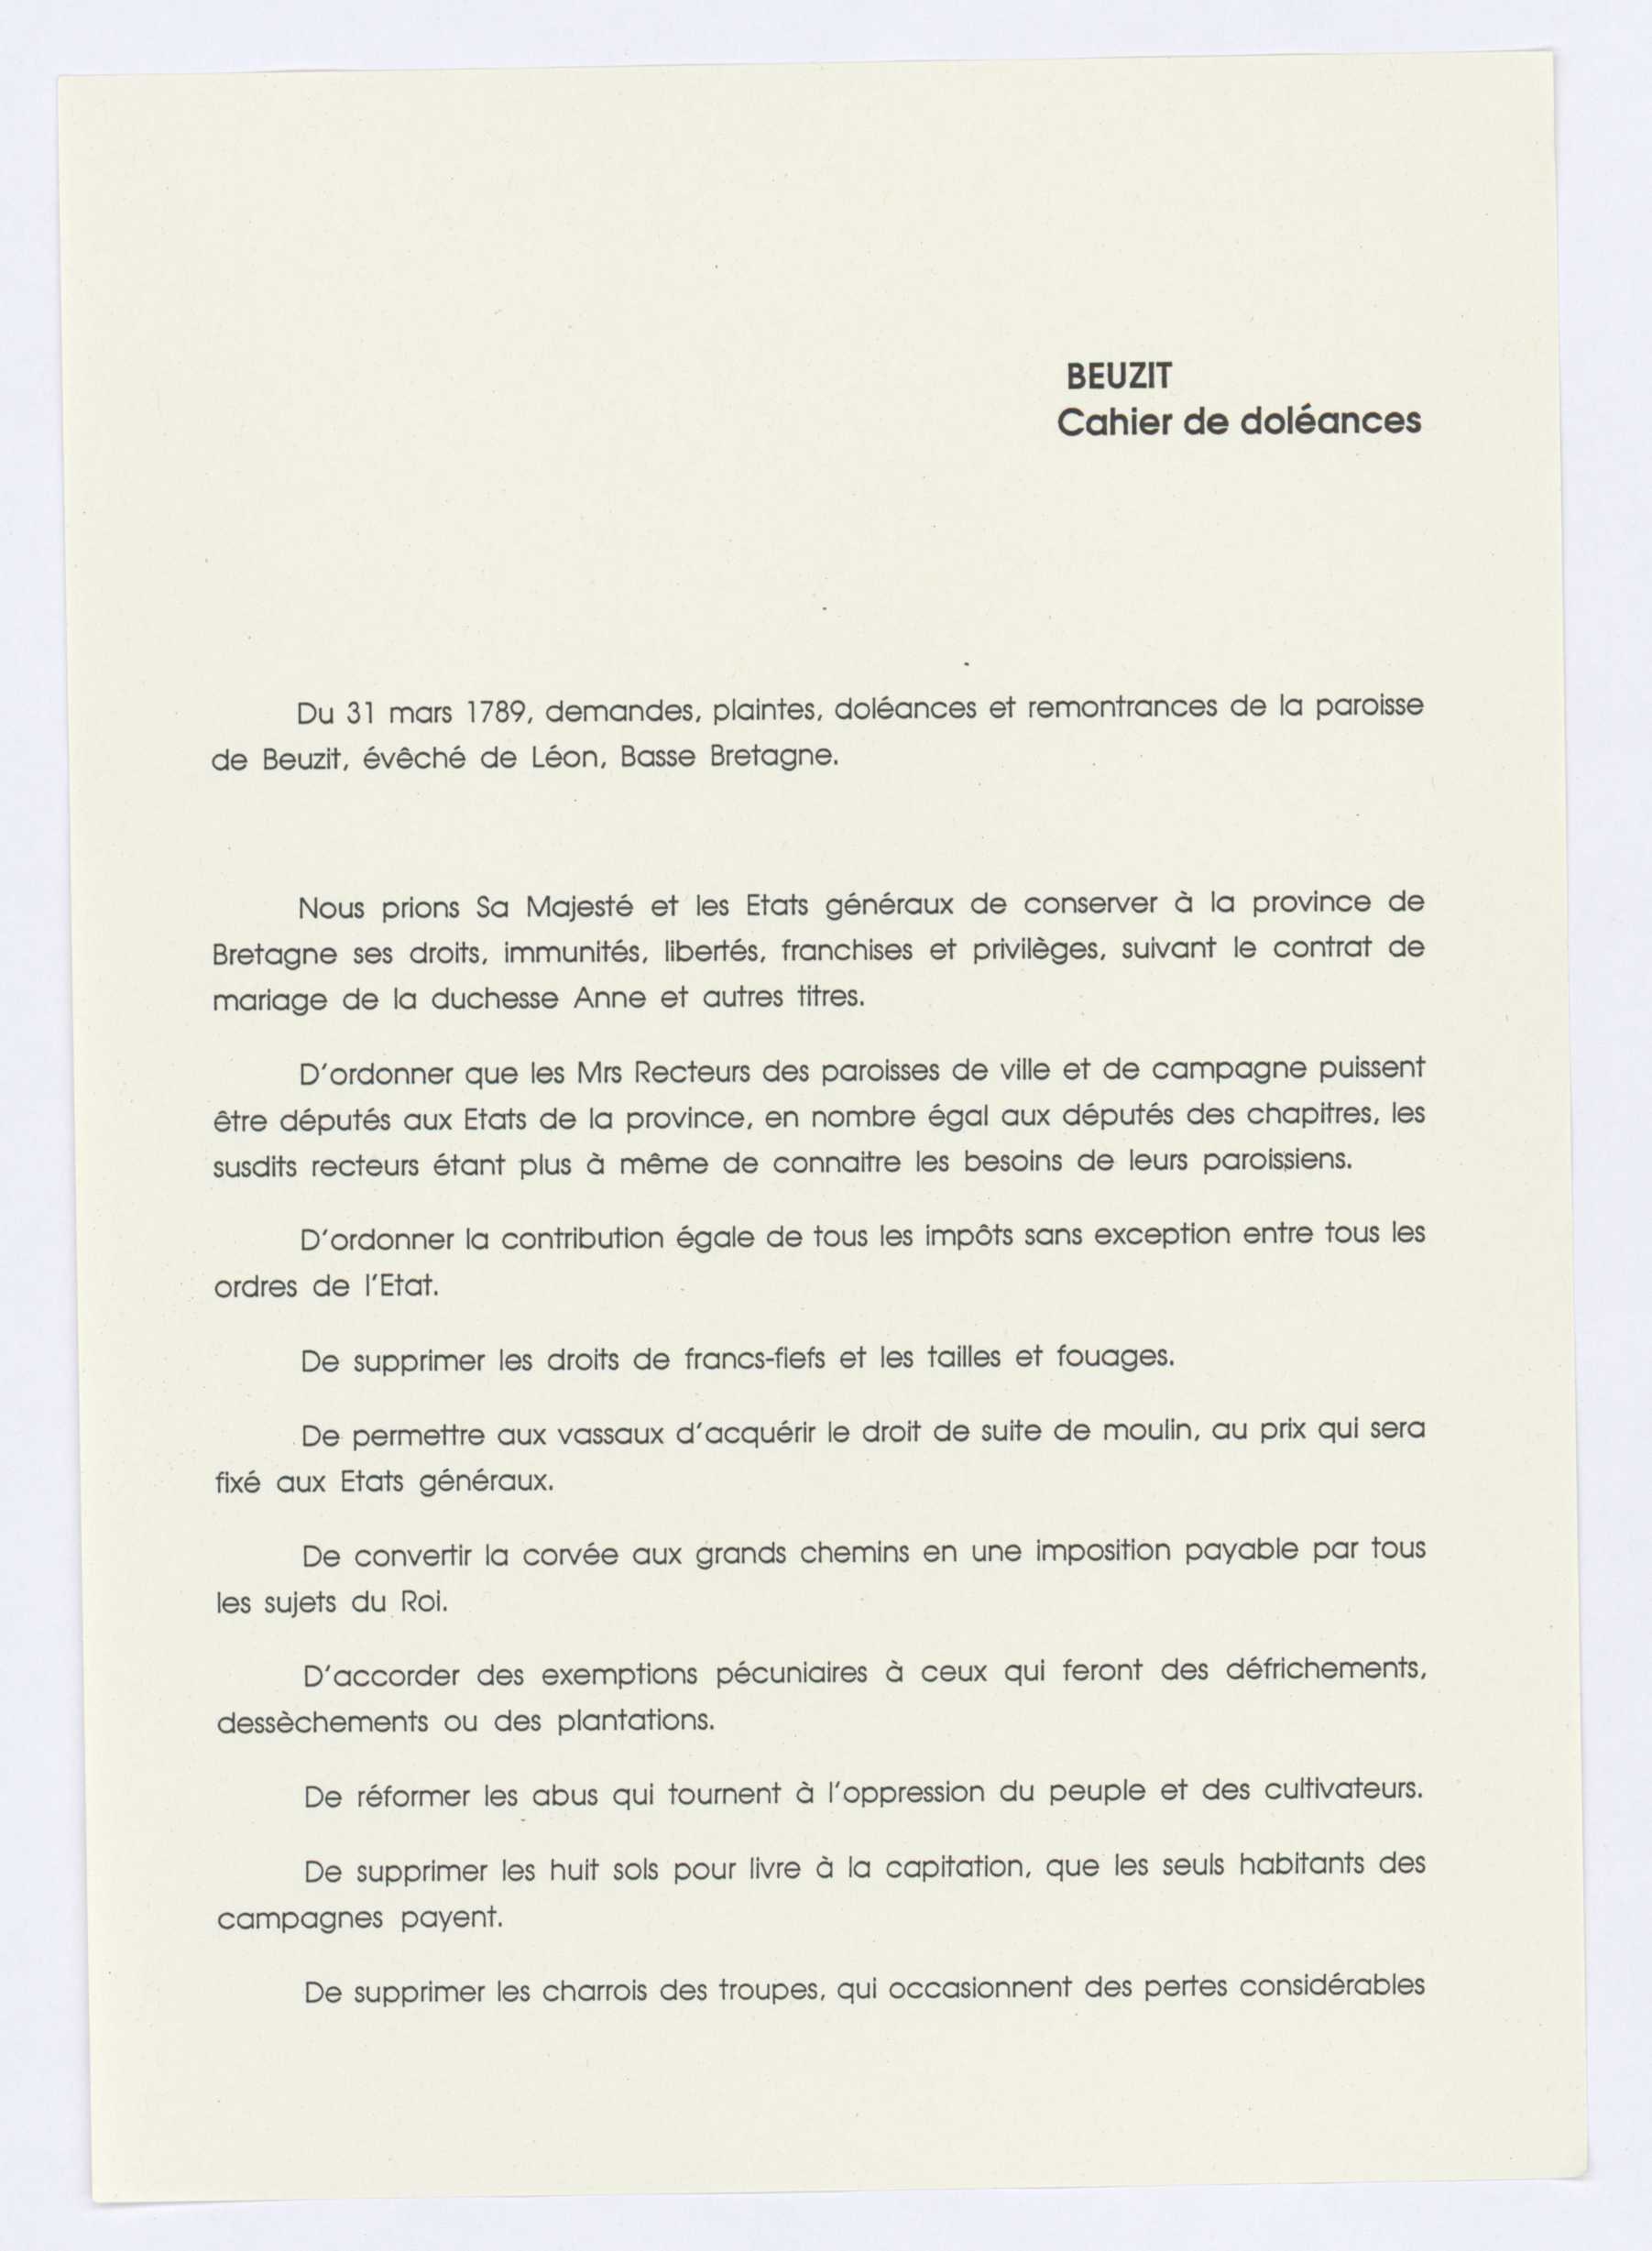 BEUZIT
Cahier de doléances
Du 31 mars 1789, demandes, plaintes, doléances et remontrances de la paroisse
de Beuzit, évêché de Léon, Basse Bretagne.
Nous prions Sa Majesté et les Etats généraux de conserver à la province de
Bretagne ses droits, immunités, libertés, franchises et privilèges, suivant le contrat de
mariage de la duchesse Anne et autres titres.
D'ordonner que les Mrs Recteurs des paroisses de ville et de campagne puissent
être députés aux Etats de la province, en nombre égal aux députés des chapitres, les
susdits recteurs étant plus à même de connaitre les besoins de leurs paroissiens.
D'ordonner la contribution égale de tous les impôts sans exception entre tous les
ordres de l'Etat.
De supprimer les droits de francs-fiefs et les tailles et fouages.
De permettre aux vassaux d'acquérir le droit de suite de moulin, au prix qui sera
fixé aux Etats généraux.
De convertir la corvée aux grands chemins en une imposition payable par tous
les sujets du Roi.
D'accorder des exemptions pécuniaires à ceux qui feront des défrichements,
dessèchements ou des plantations.
De réformer les abus qui tournent à l'oppression du peuple et des cultivateurs.
De supprimer les huit sols pour livre à la capitation, que les seuls habitants des
campagnes payent.
De supprimer les charrois des troupes, qui occasionnent des pertes considérables